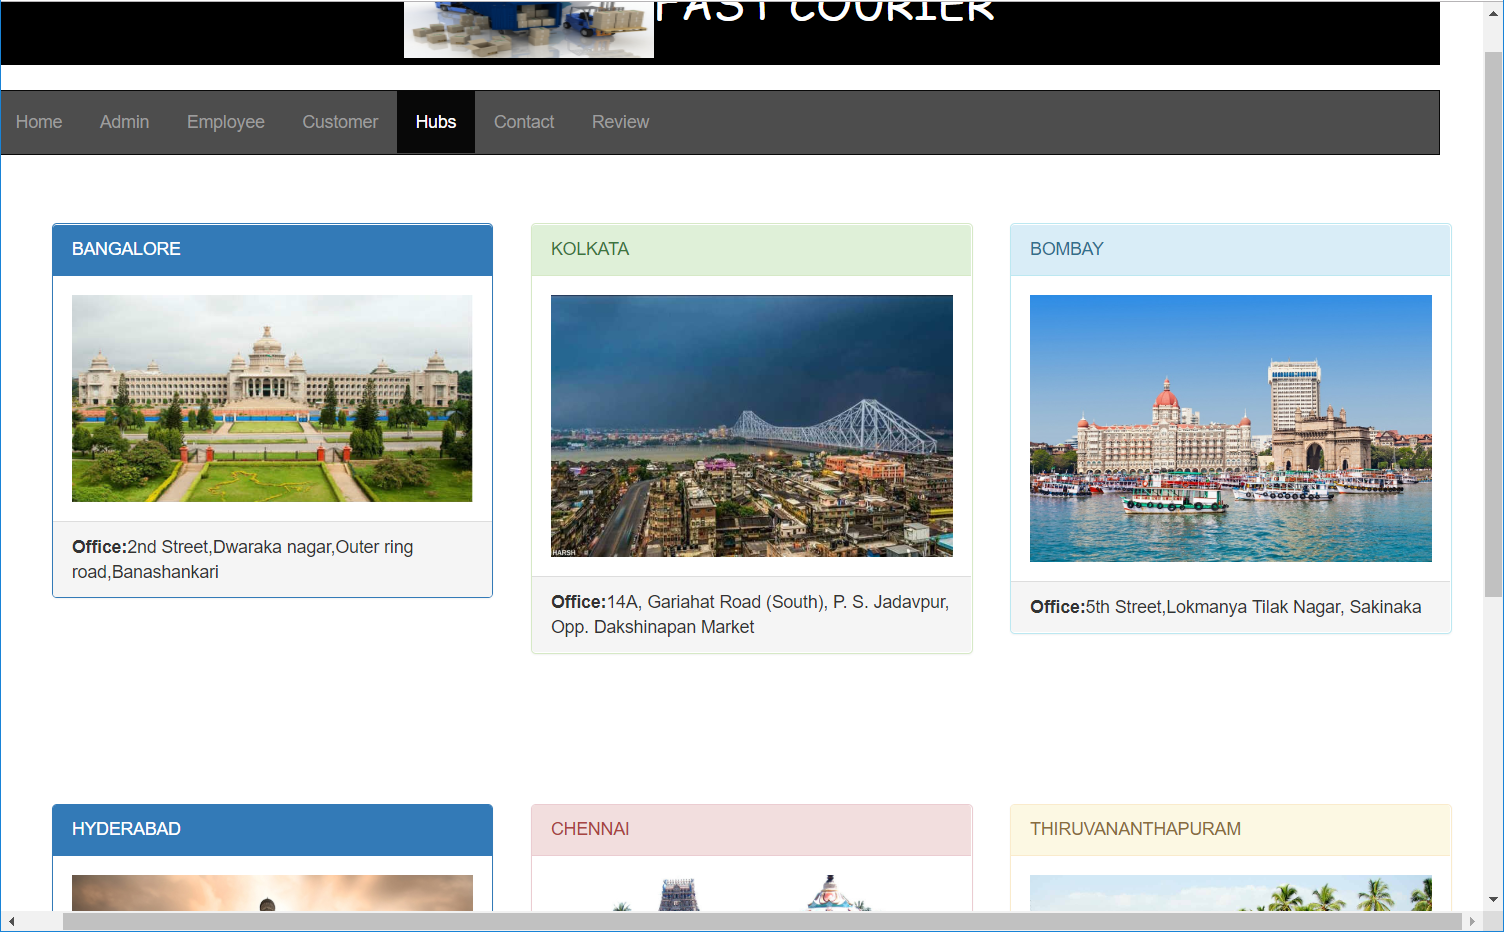 FAST COURIER
Home Admin Employee Customer Hubs Contact Review
BANGALORE
KOLKATA
BOMBAY
HARSH
Office:2nd Street,Dwaraka nagar,Outer ring
road,Banashankari
Office:14A, Gariahat Road (South), P. S. Jadavpur,
Opp. Dakshinapan Market
Office:5th Street,Lokmanya Tilak Nagar, Sakinaka
HYDERABAD
CHENNAI
THIRUVANANTHAPURAM